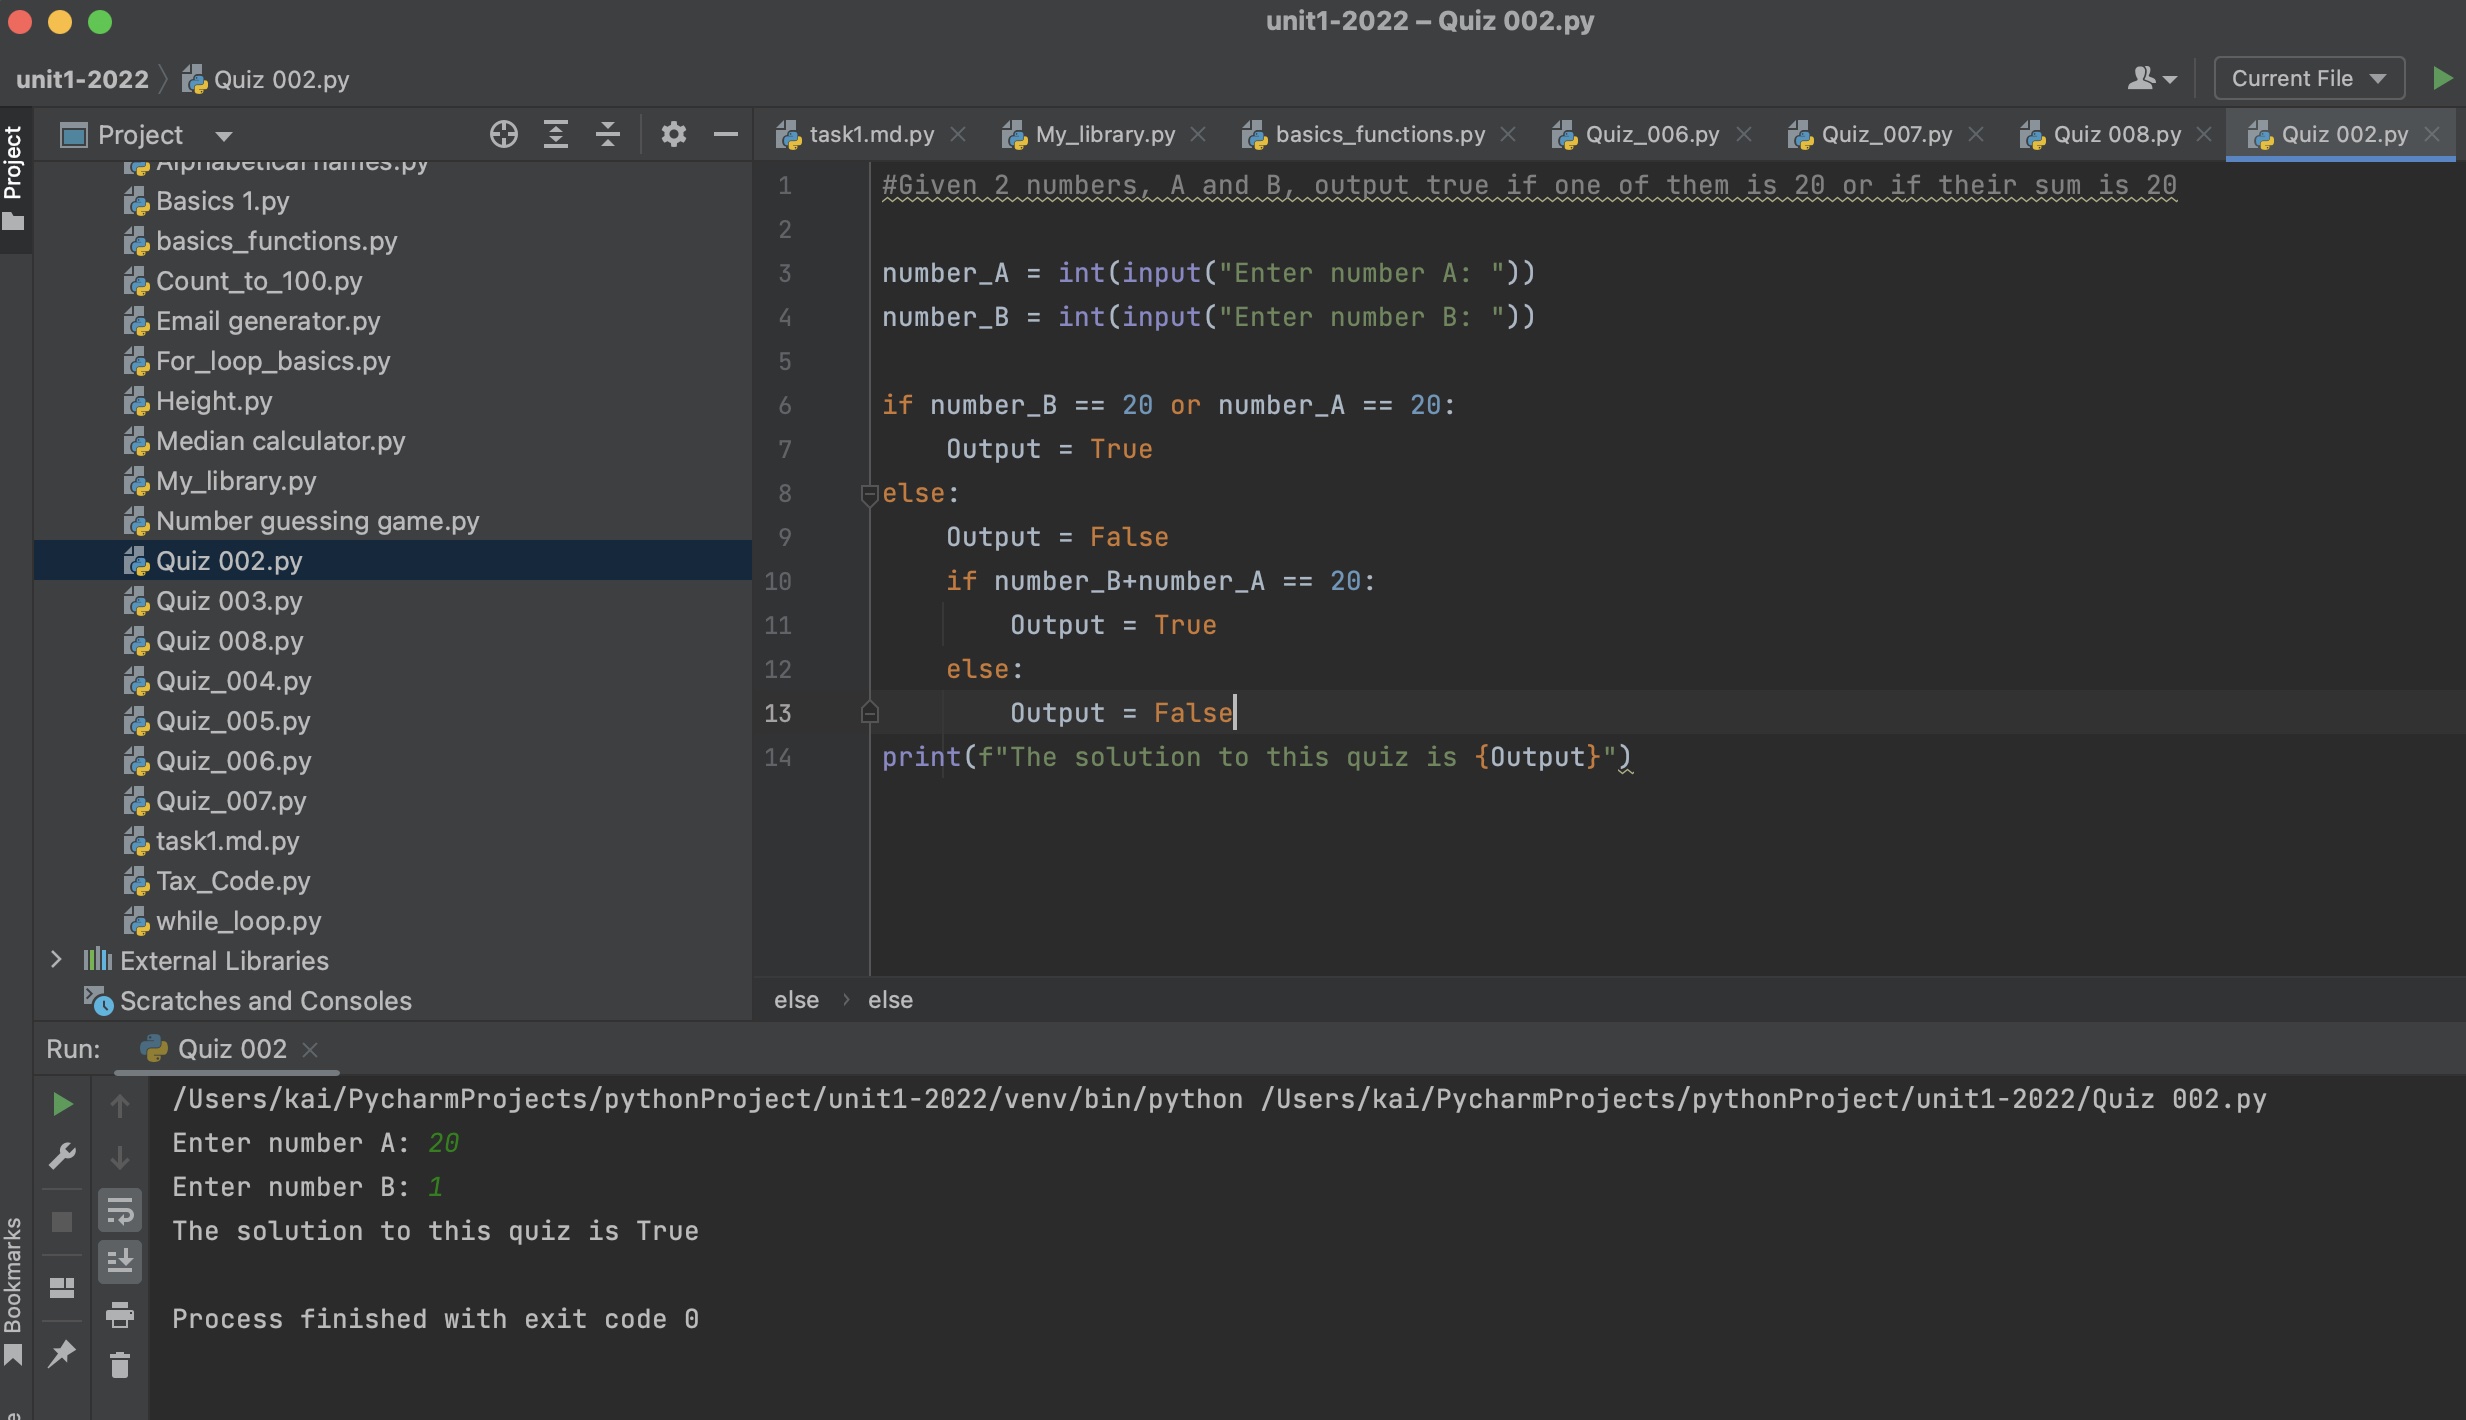 unit1-2022 – Quiz 002.py
unit1-2022
Quiz 002.py
Current File
Project
Project
task1.md.py
My_library.py
basics_functions.py
Quiz_006.py
Quiz_007.py
Quiz 008.py
Quiz 002.py
Alphabetical names.py
Basics 1.py
basics_functions.py
Count_to_100.py
Email generator.py
For_loop_basics.py
Height.py
Median calculator.py
My_library.py
Number guessing game.py
Quiz 002.py
Quiz 003.py
Quiz 008.py
Quiz_004.py
Quiz_005.py
Quiz_006.py
Quiz_007.py
task1.md.py
Tax_Code.py
while_loop.py
External Libraries
Scratches and Consoles
1 #Given 2 numbers, A and B, output true if one of them is 20 or if their sum is 20
2
3 number_A = int(input("Enter number A: "))
4 number_B = int(input("Enter number B: "))
5
6 if number_B == 20 or number_A == 20:
7     Output = True
8 else:
9     Output = False
10     if number_B+number_A == 20:
11         Output = True
12     else:
13         Output = False
14 print(f"The solution to this quiz is {Output}")
else › else
Run:
Quiz 002
/Users/kai/PycharmProjects/pythonProject/unit1-2022/venv/bin/python /Users/kai/PycharmProjects/pythonProject/unit1-2022/Quiz 002.py
Enter number A: 20
Enter number B: 1
The solution to this quiz is True
Process finished with exit code 0
Bookmarks